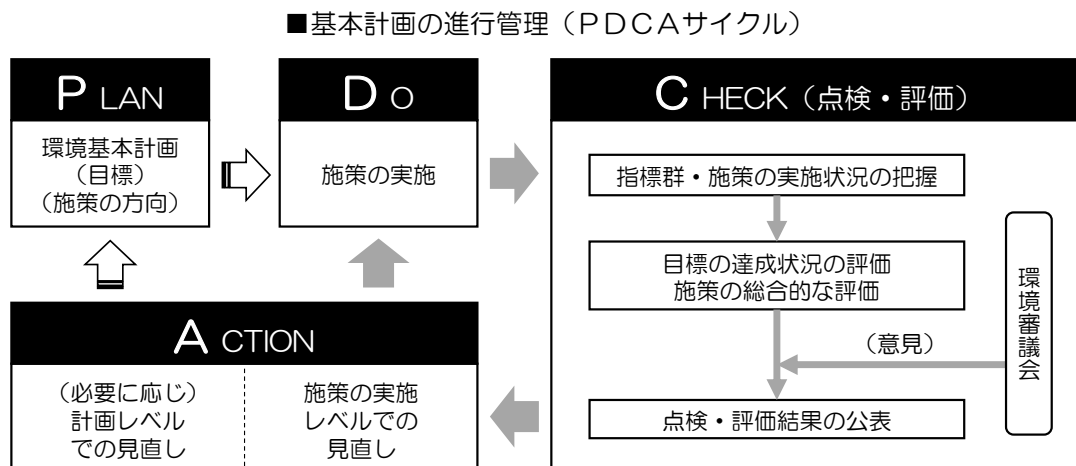 ■基本計画の進行管理（ＰＤＣＡサイクル）
P LAN
環境基本計画
（目標）
（施策の方向）
D O
施策の実施
C HECK（点検・評価）
指標群・施策の実施状況の把握
目標の達成状況の評価
施策の総合的な評価
（意見）
環境審議会
点検・評価結果の公表
A CTION
（必要に応じ）
計画レベル
での見直し
施策の実施
レベルでの
見直し